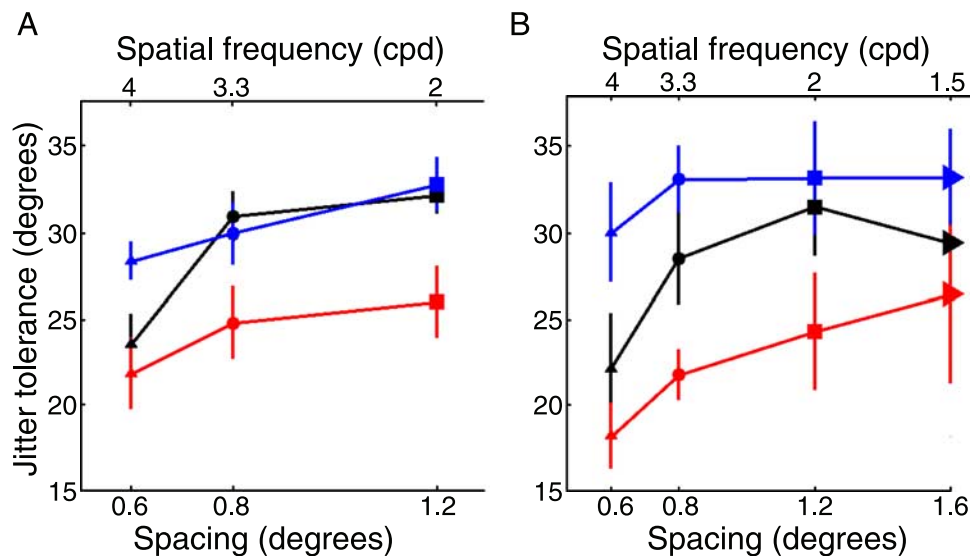 A
Spatial frequency (cpd)
4 3.3 2
Jitter tolerance (degrees)
35
30
25
20
15
0.6 0.8 1.2
Spacing (degrees)
B
Spatial frequency (cpd)
4 3.3 2 1.5
35
30
25
20
15
0.6 0.8 1.2 1.6
Spacing (degrees)